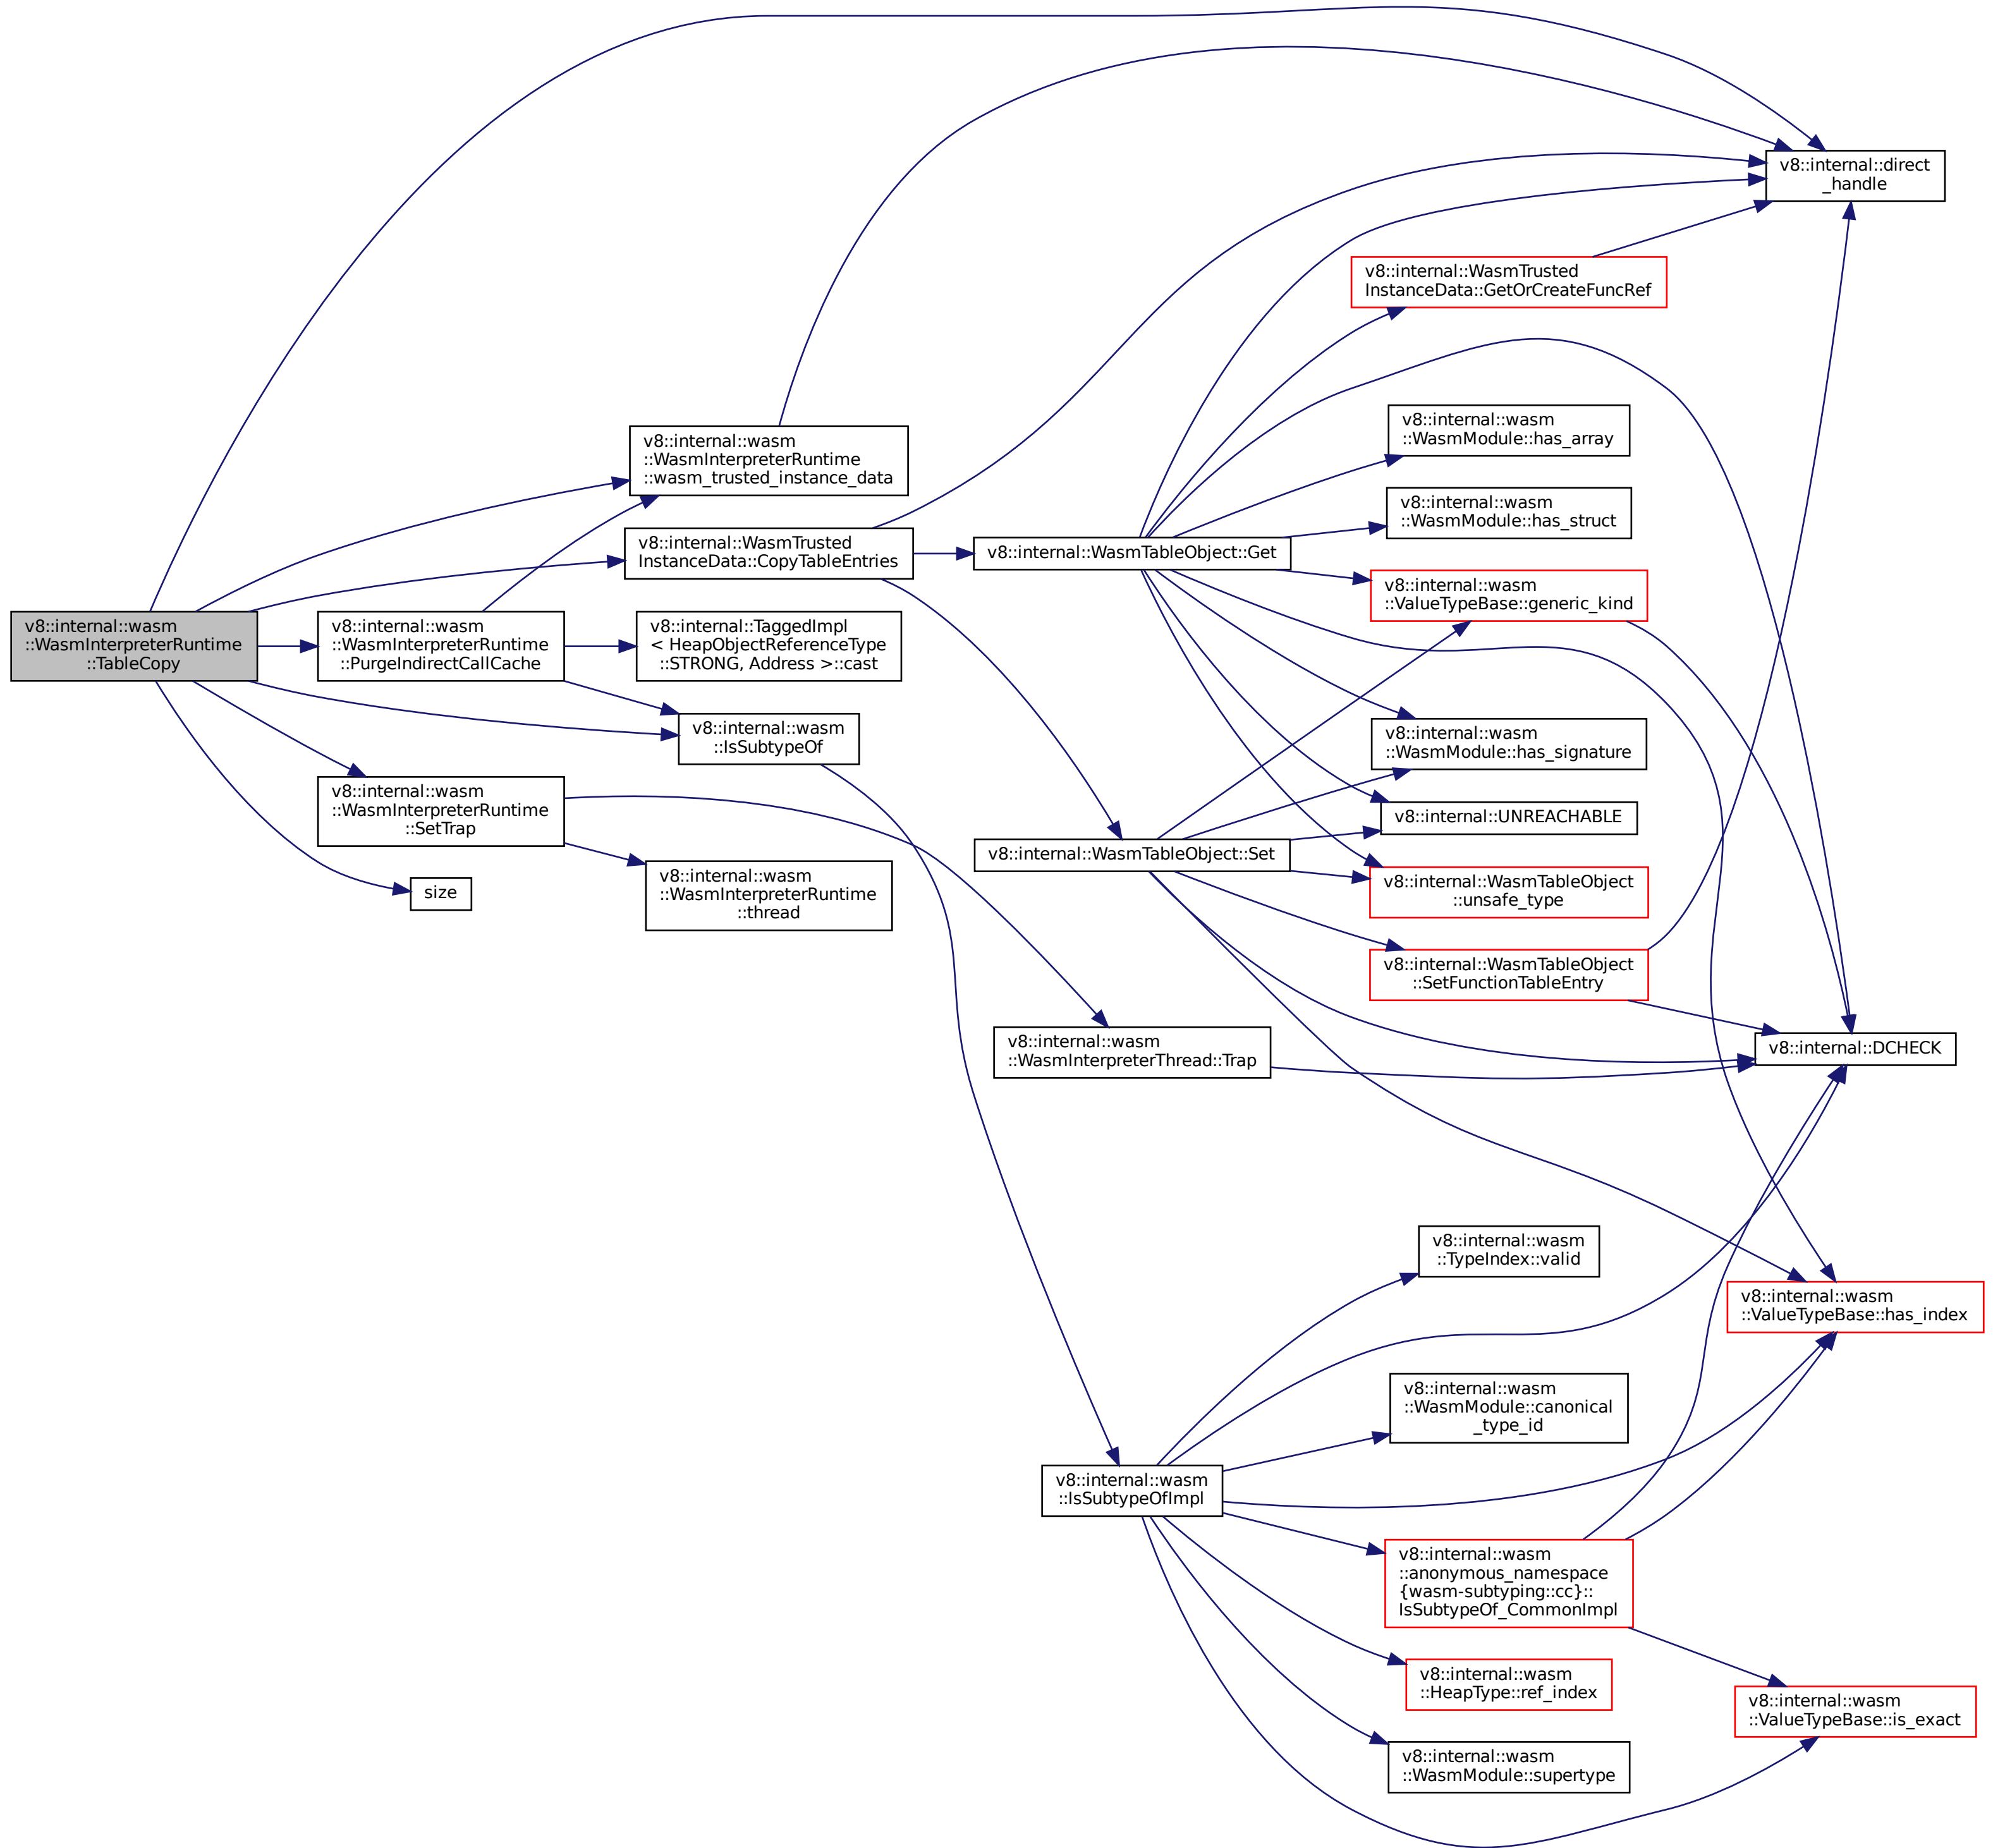 v8::internal::wasm
::WasmInterpreterRuntime
::TableCopy
v8::internal::wasm
::WasmInterpreterRuntime
::PurgeIndirectCallCache
v8::internal::wasm
::WasmInterpreterRuntime
::SetTrap
size
v8::internal::wasm
::WasmInterpreterRuntime
::wasm_trusted_instance_data
v8::internal::WasmTrusted
InstanceData::CopyTableEntries
v8::internal::TaggedImpl
< HeapObjectReferenceType
::STRONG, Address >::cast
v8::internal::wasm
::IsSubtypeOf
v8::internal::wasm
::WasmInterpreterRuntime
::thread
v8::internal::WasmTableObject::Get
v8::internal::WasmTableObject::Set
v8::internal::wasm
::WasmInterpreterThread::Trap
v8::internal::wasm
::IsSubtypeOfImpl
v8::internal::WasmTrusted
InstanceData::GetOrCreateFuncRef
v8::internal::wasm
::WasmModule::has_array
v8::internal::wasm
::WasmModule::has_struct
v8::internal::wasm
::ValueTypeBase::generic_kind
v8::internal::wasm
::WasmModule::has_signature
v8::internal::UNREACHABLE
v8::internal::WasmTableObject
::unsafe_type
v8::internal::WasmTableObject
::SetFunctionTableEntry
v8::internal::wasm
::TypeIndex::valid
v8::internal::wasm
::WasmModule::canonical
_type_id
v8::internal::wasm
::anonymous_namespace
{wasm-subtyping::cc}::
IsSubtypeOf_CommonImpl
v8::internal::wasm
::HeapType::ref_index
v8::internal::wasm
::WasmModule::supertype
v8::internal::direct
_handle
v8::internal::DCHECK
v8::internal::wasm
::ValueTypeBase::has_index
v8::internal::wasm
::ValueTypeBase::is_exact